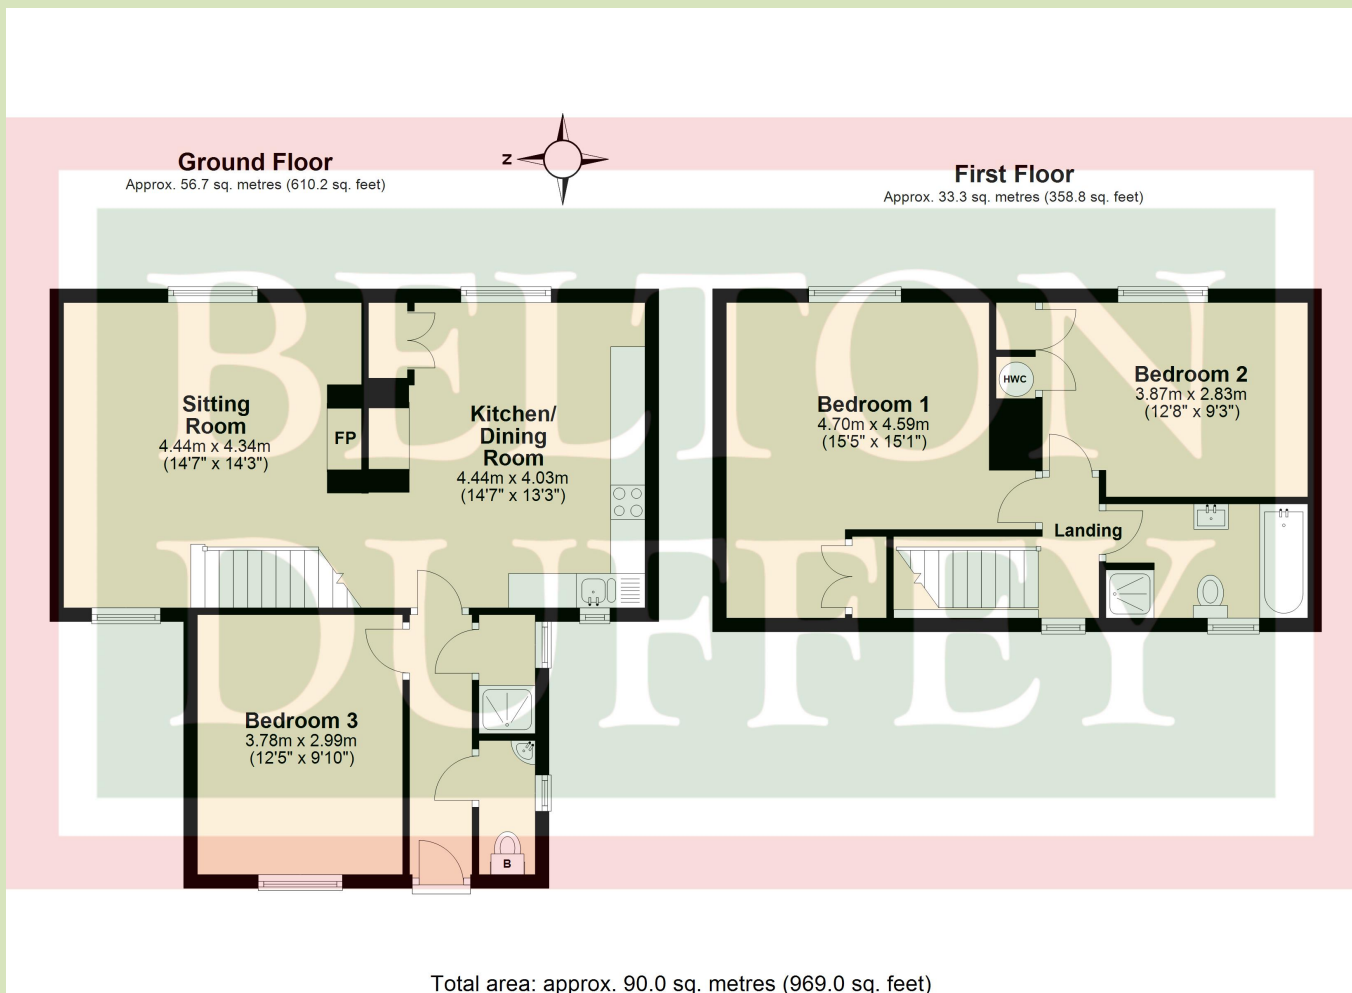 Ground Floor
Approx. 56.7 sq. metres (610.2 sq. feet)
Z
First Floor
Approx. 33.3 sq. metres (358.8 sq. feet)
BELTON
DUFFEY
Sitting
Room
4.44m x 4.34m
(14'7" x 14'3")
FP
Kitchen/
Dining
Room
4.44m x 4.03m
(14'7" x 13'3")
Bedroom 3
3.78m x 2.99m
(12'5" x 9'10")
B
Bedroom 1
4.70m x 4.59m
(15'5" x 15'1")
HWC
Bedroom 2
3.87m x 2.83m
(12'8" x 9'3")
Landing
Total area: approx. 90.0 sq. metres (969.0 sq. feet)